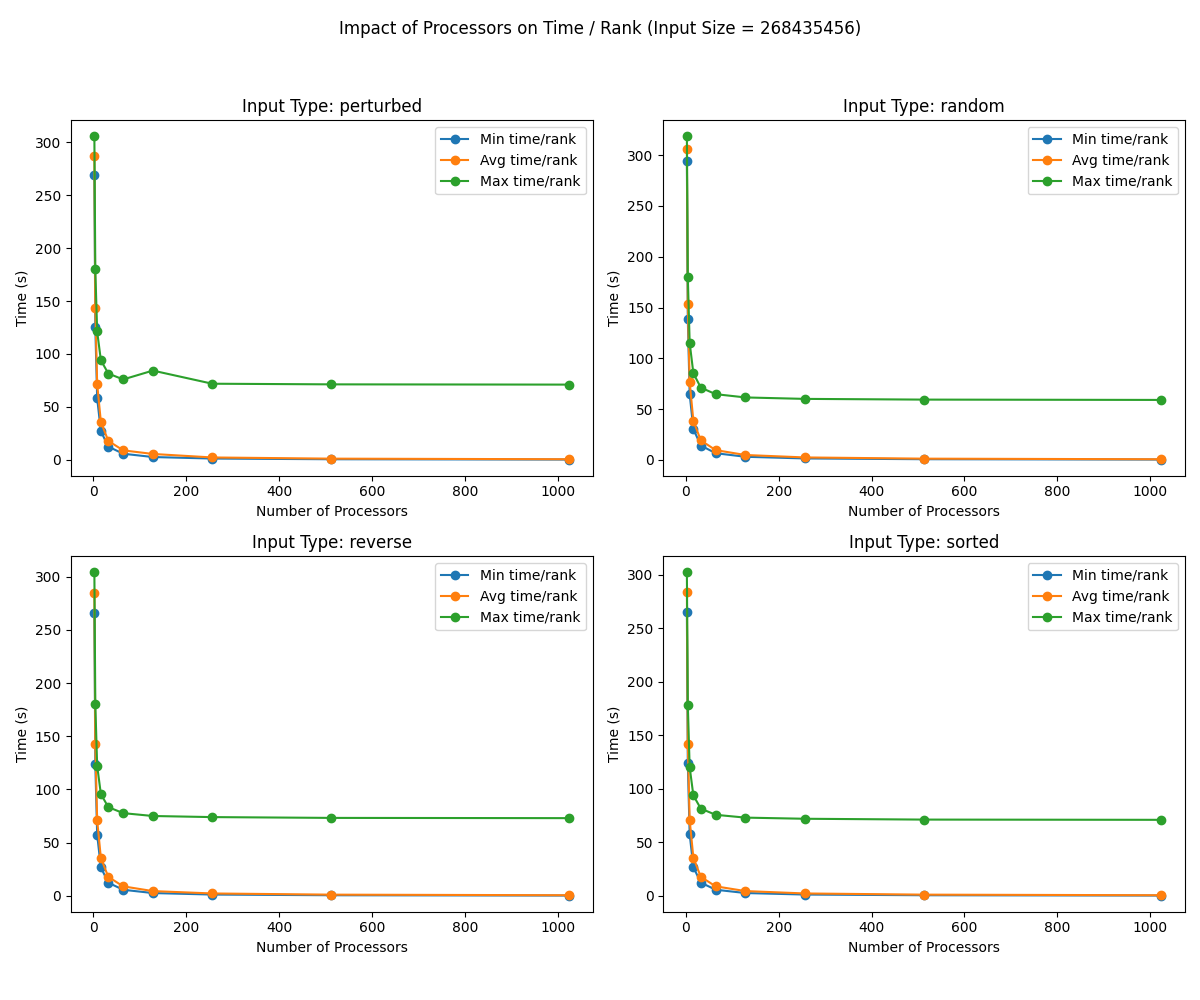 Impact of Processors on Time / Rank (Input Size = 268435456)
Input Type: perturbed
Min time/rank
Avg time/rank
Max time/rank
300
250
200
150
100
50
0
Time (s)
0 200 400 600 800 1000
Number of Processors
Input Type: random
Min time/rank
Avg time/rank
Max time/rank
300
250
200
150
100
50
0
Time (s)
0 200 400 600 800 1000
Number of Processors
Input Type: reverse
Min time/rank
Avg time/rank
Max time/rank
300
250
200
150
100
50
0
Time (s)
0 200 400 600 800 1000
Number of Processors
Input Type: sorted
Min time/rank
Avg time/rank
Max time/rank
300
250
200
150
100
50
0
Time (s)
0 200 400 600 800 1000
Number of Processors